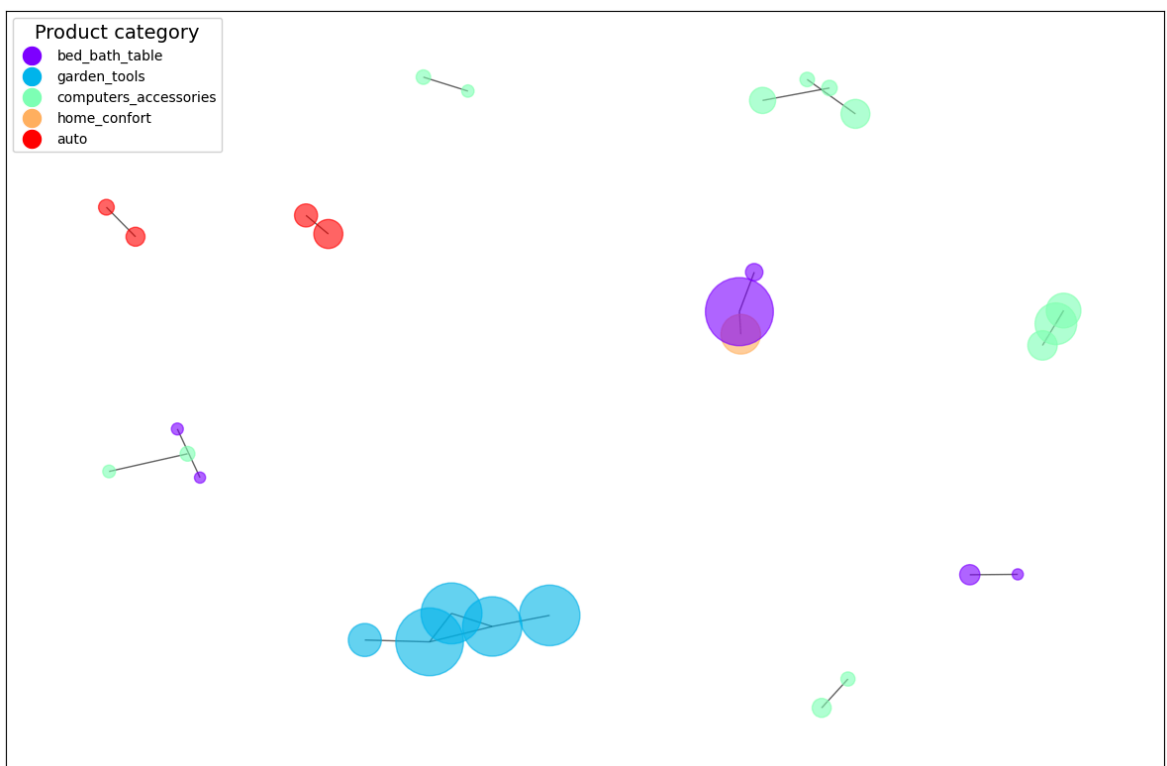 Product category
bed_bath_table
garden_tools
computers_accessories
home_confort
auto